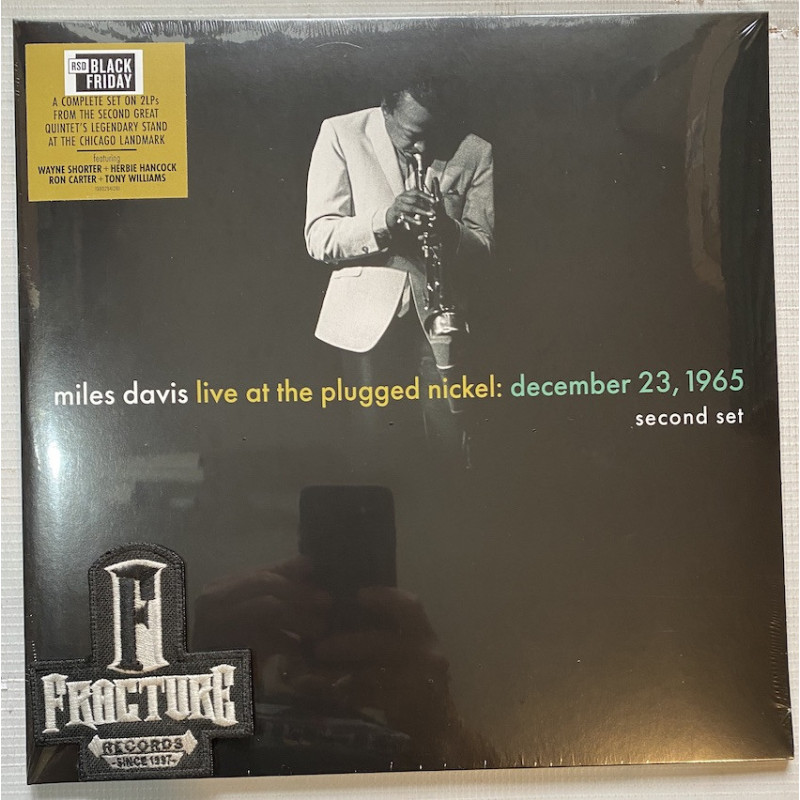 RSD BLACK
FRIDAY
A COMPLETE SET ON 2LPs
FROM THE SECOND GREAT
QUINTET'S LEGENDARY STAND
AT THE CHICAGO LANDMARK
featuring
WAYNE SHORTER + HERBIE HANCOCK
RON CARTER + TONY WILLIAMS
miles davis live at the plugged nickel: december 23, 1965
second set
F
FRACTURE
RECORDS
-SINCE 1997-